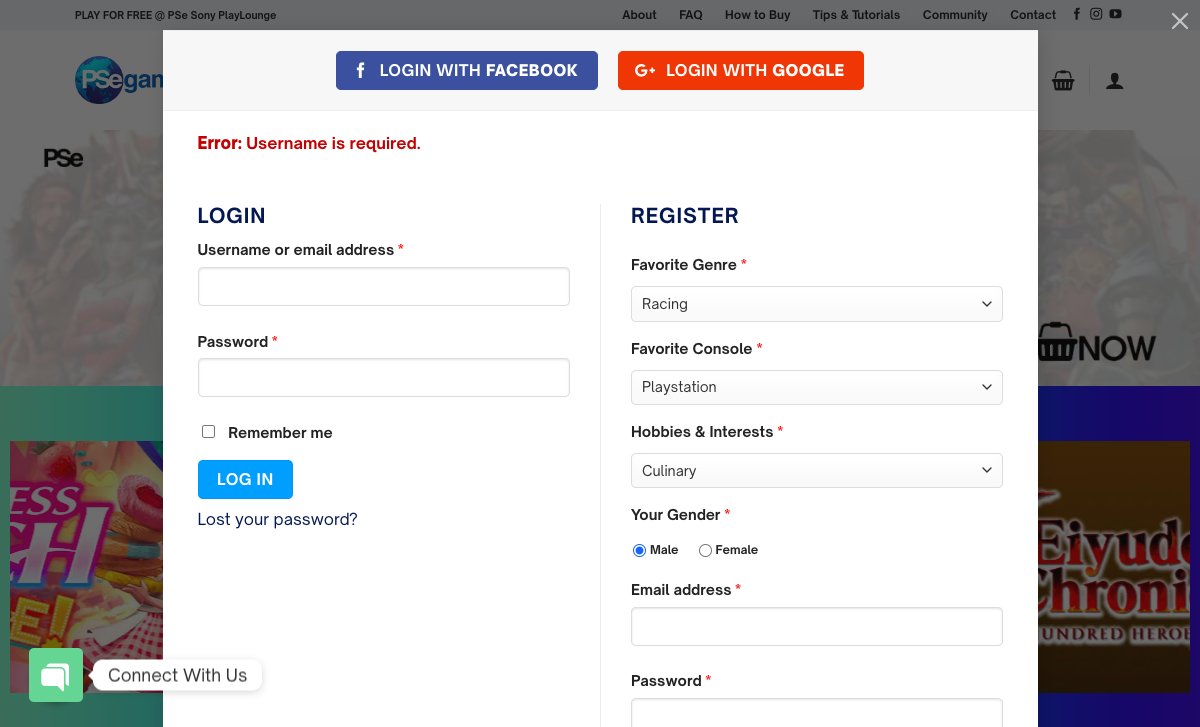 PLAY FOR FREE @ PSe Sony PlayLounge
About FAQ How to Buy Tips & Tutorials Community Contact
PSegam
LOGIN WITH FACEBOOK
LOGIN WITH GOOGLE
Error: Username is required.
PSe
LOGIN
Username or email address *
Password *
Remember me
LOG IN
Lost your password?
REGISTER
Favorite Genre *
Racing
Favorite Console *
Playstation
Hobbies & Interests *
Culinary
Your Gender *
Male Female
Email address *
Password *
NOW
ESS
Eiyude
Chroni
UNDRED HEROE
Connect With Us